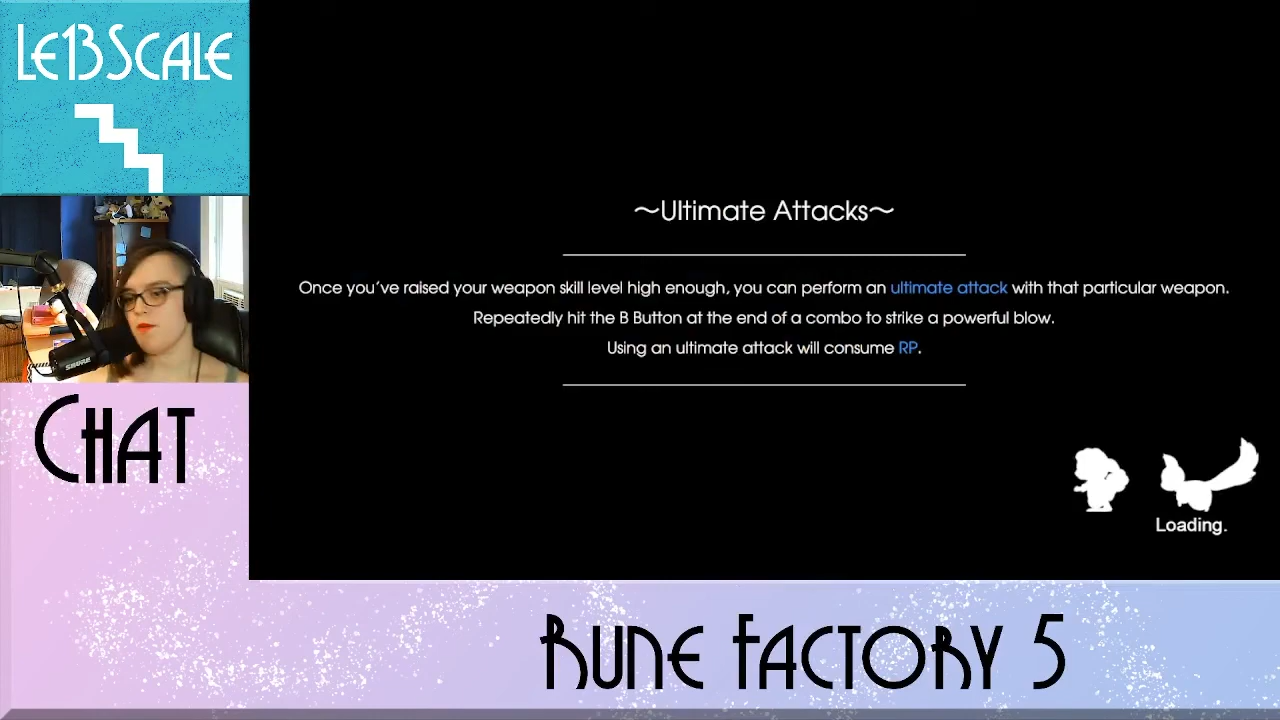 Le13Scale
～Ultimate Attacks～
Once you've raised your weapon skill level high enough, you can perform an ultimate attack with that particular weapon.
Repeatedly hit the B Button at the end of a combo to strike a powerful blow.
Using an ultimate attack will consume RP.
SHURE
Chat
Loading.
Rune Factory 5